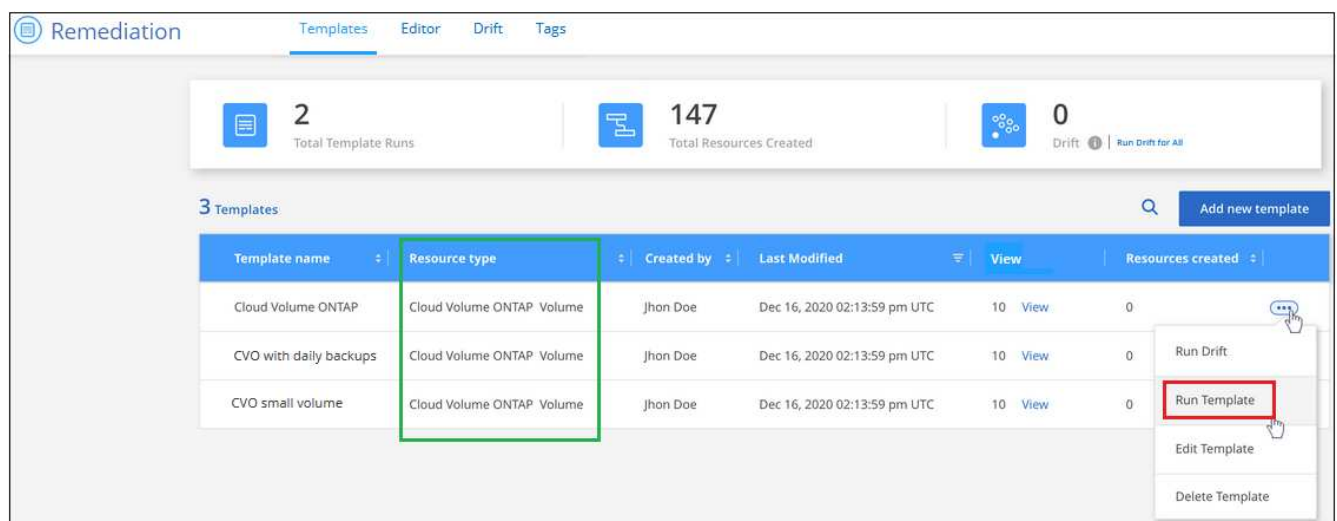 Remediation Templates Editor Drift Tags
2 147 0
Total Template Runs Total Resources Created Drift Run Drift for All
3 Templates Add new template
Template name Resource type Created by Last Modified View Resources created
Cloud Volume ONTAP Cloud Volume ONTAP Volume Jhon Doe Dec 16, 2020 02:13:59 pm UTC 10 View 0
Run Drift
CVO with daily backups Cloud Volume ONTAP Volume Jhon Doe Dec 16, 2020 02:13:59 pm UTC 10 View 0
Run Template
CVO small volume Cloud Volume ONTAP Volume Jhon Doe Dec 16, 2020 02:13:59 pm UTC 10 View 0
Edit Template
Delete Template